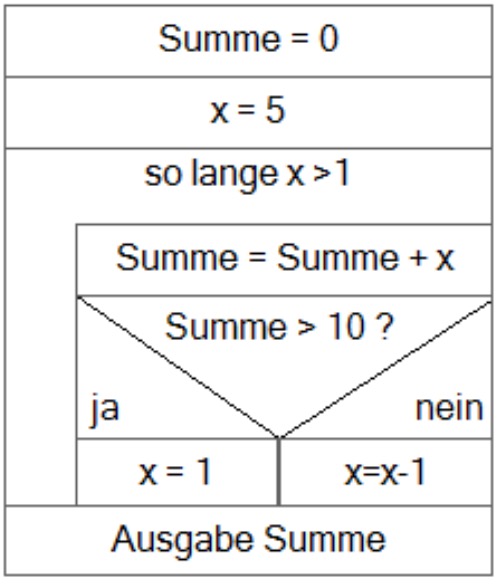 Summe = 0
x = 5
so lange x >1
Summe = Summe + x
Summe > 10 ?
ja nein
x = 1 x=x-1
Ausgabe Summe